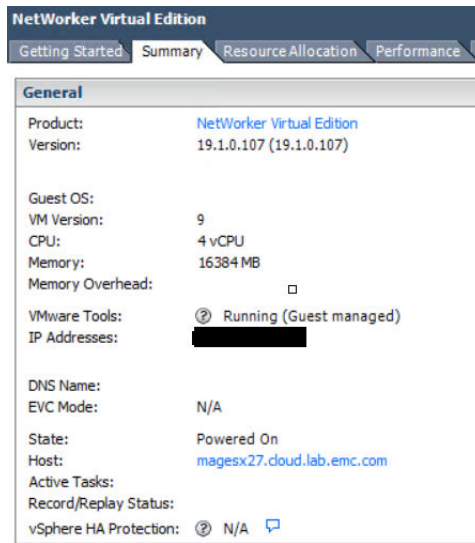 NetWorker Virtual Edition
Getting Started Summary Resource Allocation Performance
General
Product: NetWorker Virtual Edition
Version: 19.1.0.107 (19.1.0.107)
Guest OS:
VM Version: 9
CPU: 4 vCPU
Memory: 16384 MB
Memory Overhead:
VMware Tools: Running (Guest managed)
IP Addresses:
DNS Name:
EVC Mode: N/A
State: Powered On
Host: magesx27.cloud.lab.emc.com
Active Tasks:
Record/Replay Status:
vSphere HA Protection: N/A